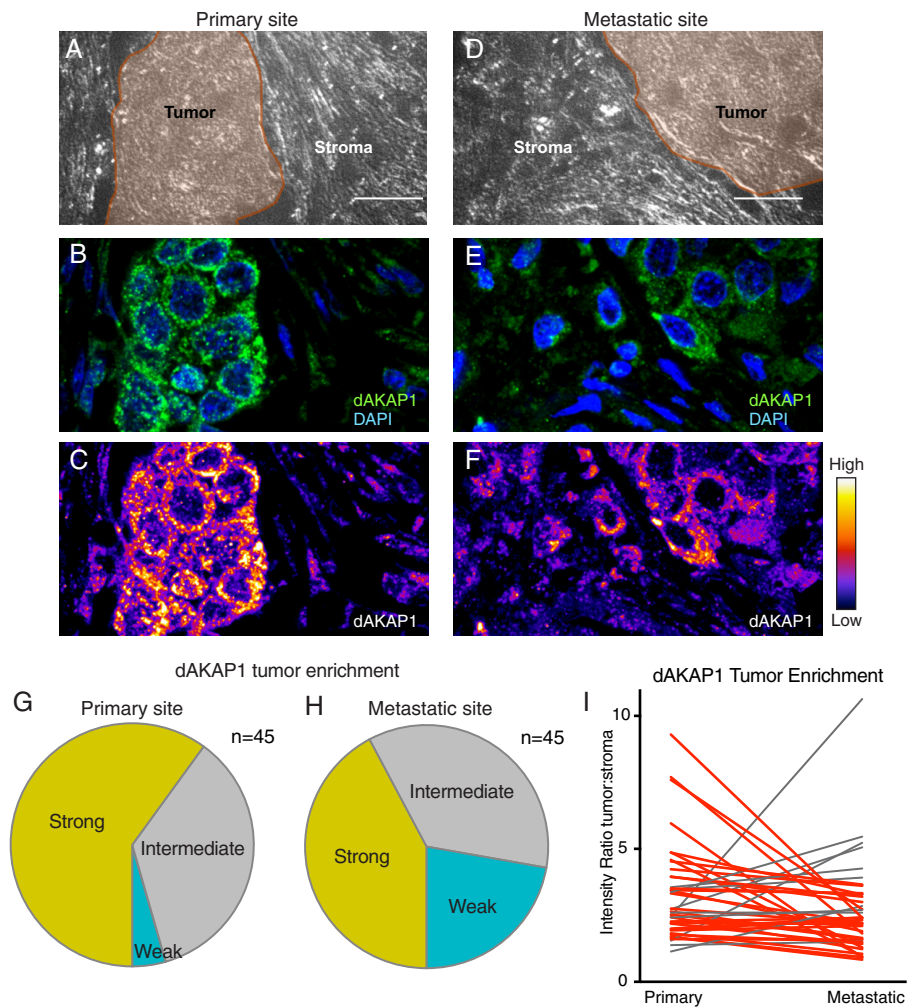 Primary site
Metastatic site
A
Tumor
Stroma
D
Stroma
Tumor
B
dAKAP1
DAPI
E
dAKAP1
DAPI
C
dAKAP1
F
dAKAP1
High
Low
dAKAP1 tumor enrichment
G
Primary site
n=45
Strong
Intermediate
Weak
H
Metastatic site
n=45
Intermediate
Strong
Weak
I
dAKAP1 Tumor Enrichment
Intensity Ratio tumor:stroma
10
5
0
Primary
Metastatic